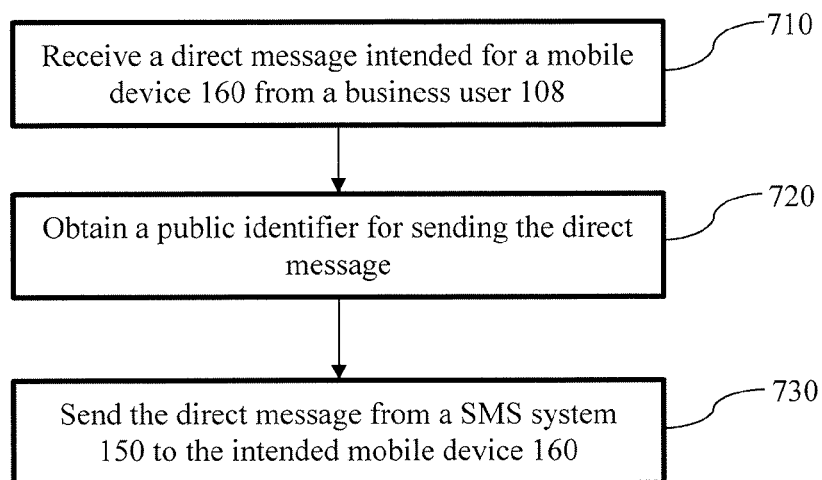 Receive a direct message intended for a mobile
device 160 from a business user 108
710
Obtain a public identifier for sending the direct
message
720
Send the direct message from a SMS system
150 to the intended mobile device 160
730